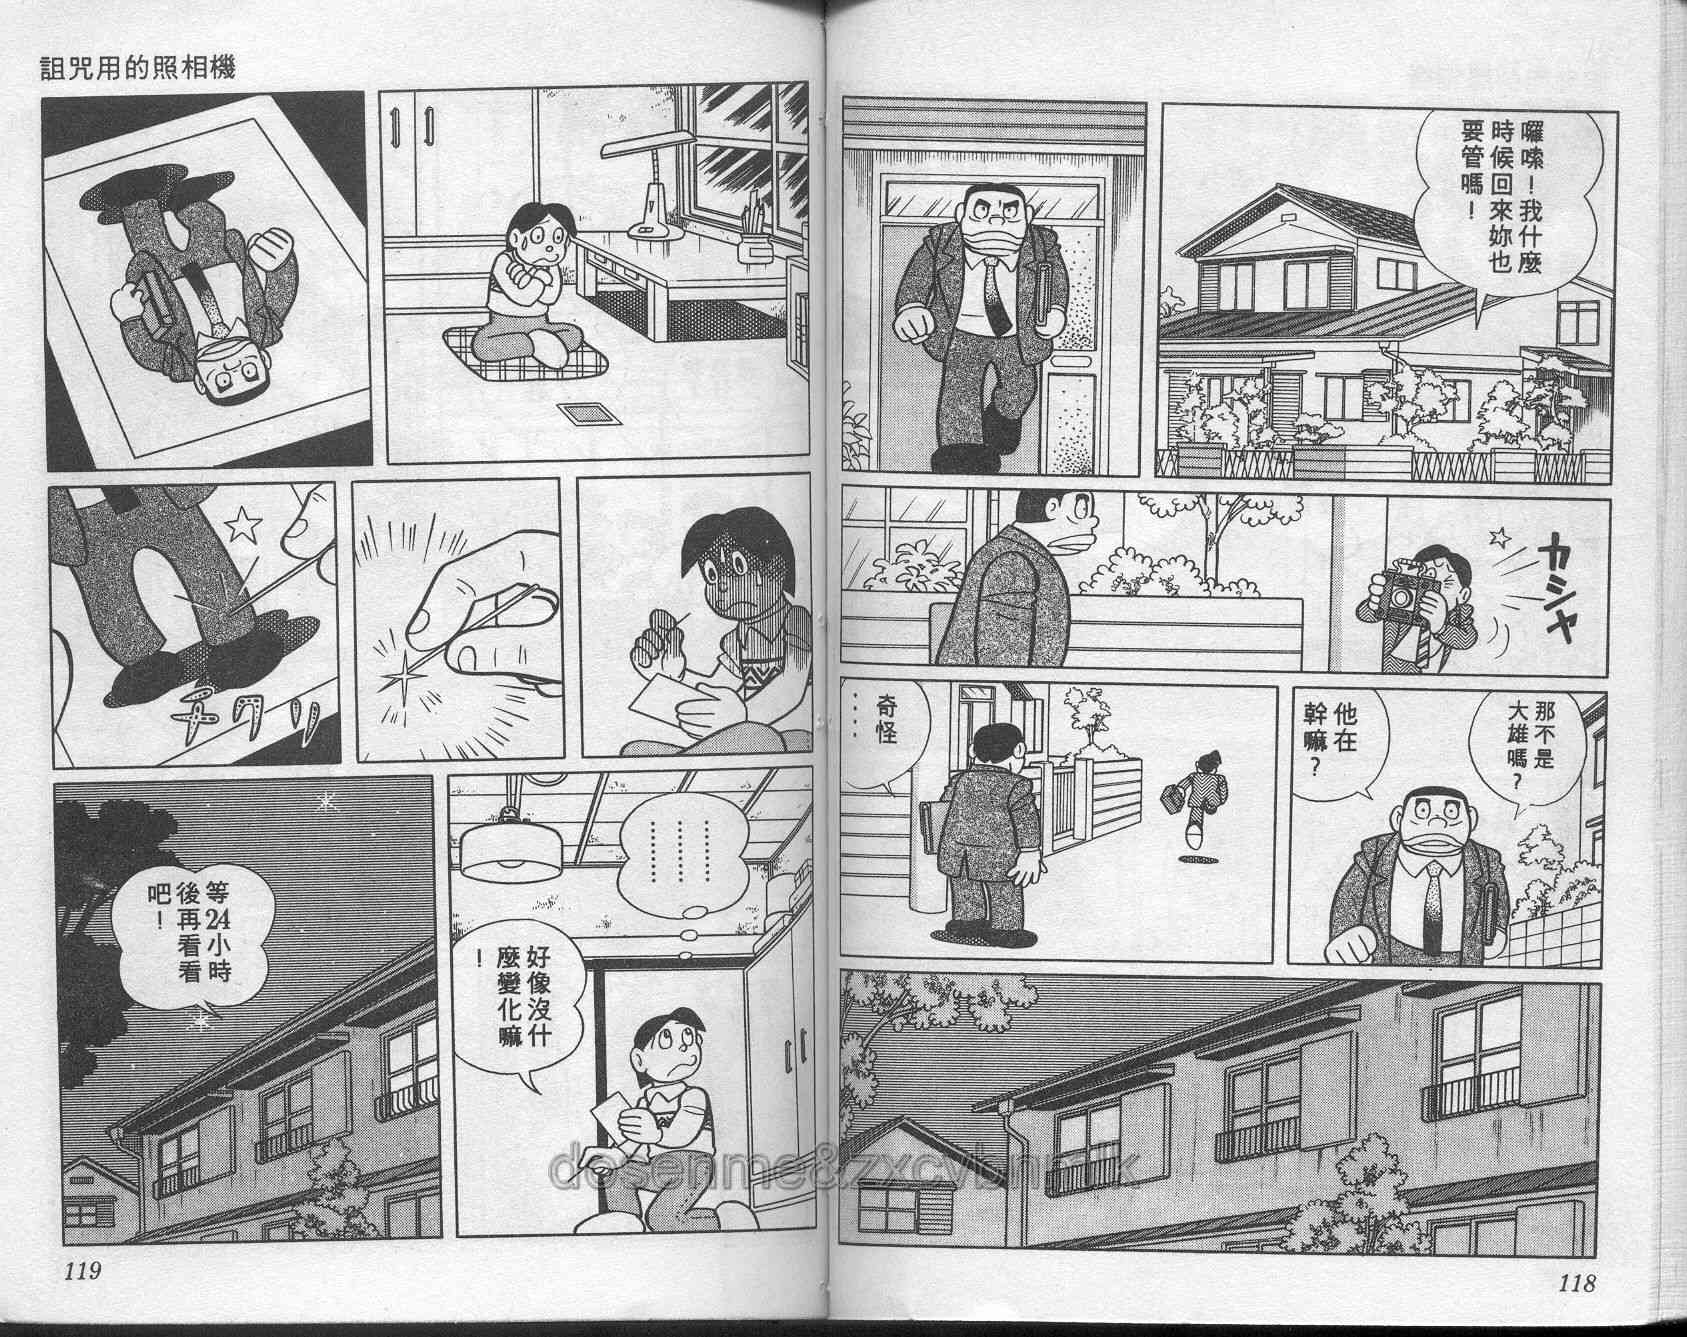 囉嗦！我什麼
時候回來妳也
要管嗎！
カシャ
那不是
大雄嗎？
他在
幹嘛？
奇怪
‥‥
118
詛咒用的照相機
チクリ
‥‥‥
‥‥‥
‥‥‥
好像沒什
麼變化嘛
！
等24小時
後再看看
吧！
119
dosenme&zxcvbnmlk